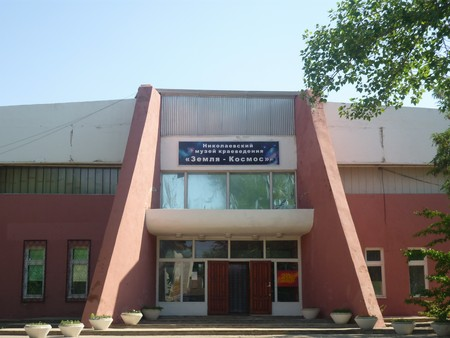 Николаевский
музей краеведения
«Земля - Космос»